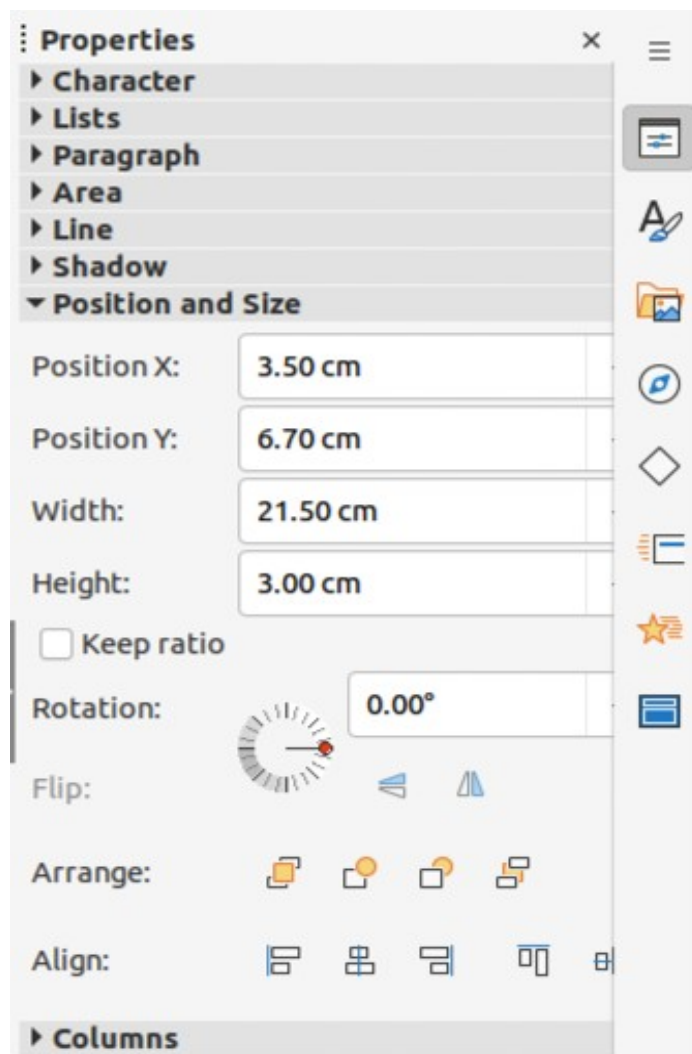 Properties
Character
Lists
Paragraph
Area
Line
Shadow
Position and Size
Position X: 3.50 cm
Position Y: 6.70 cm
Width: 21.50 cm
Height: 3.00 cm
Keep ratio
Rotation: 0.00°
Flip:
Arrange:
Align:
Columns